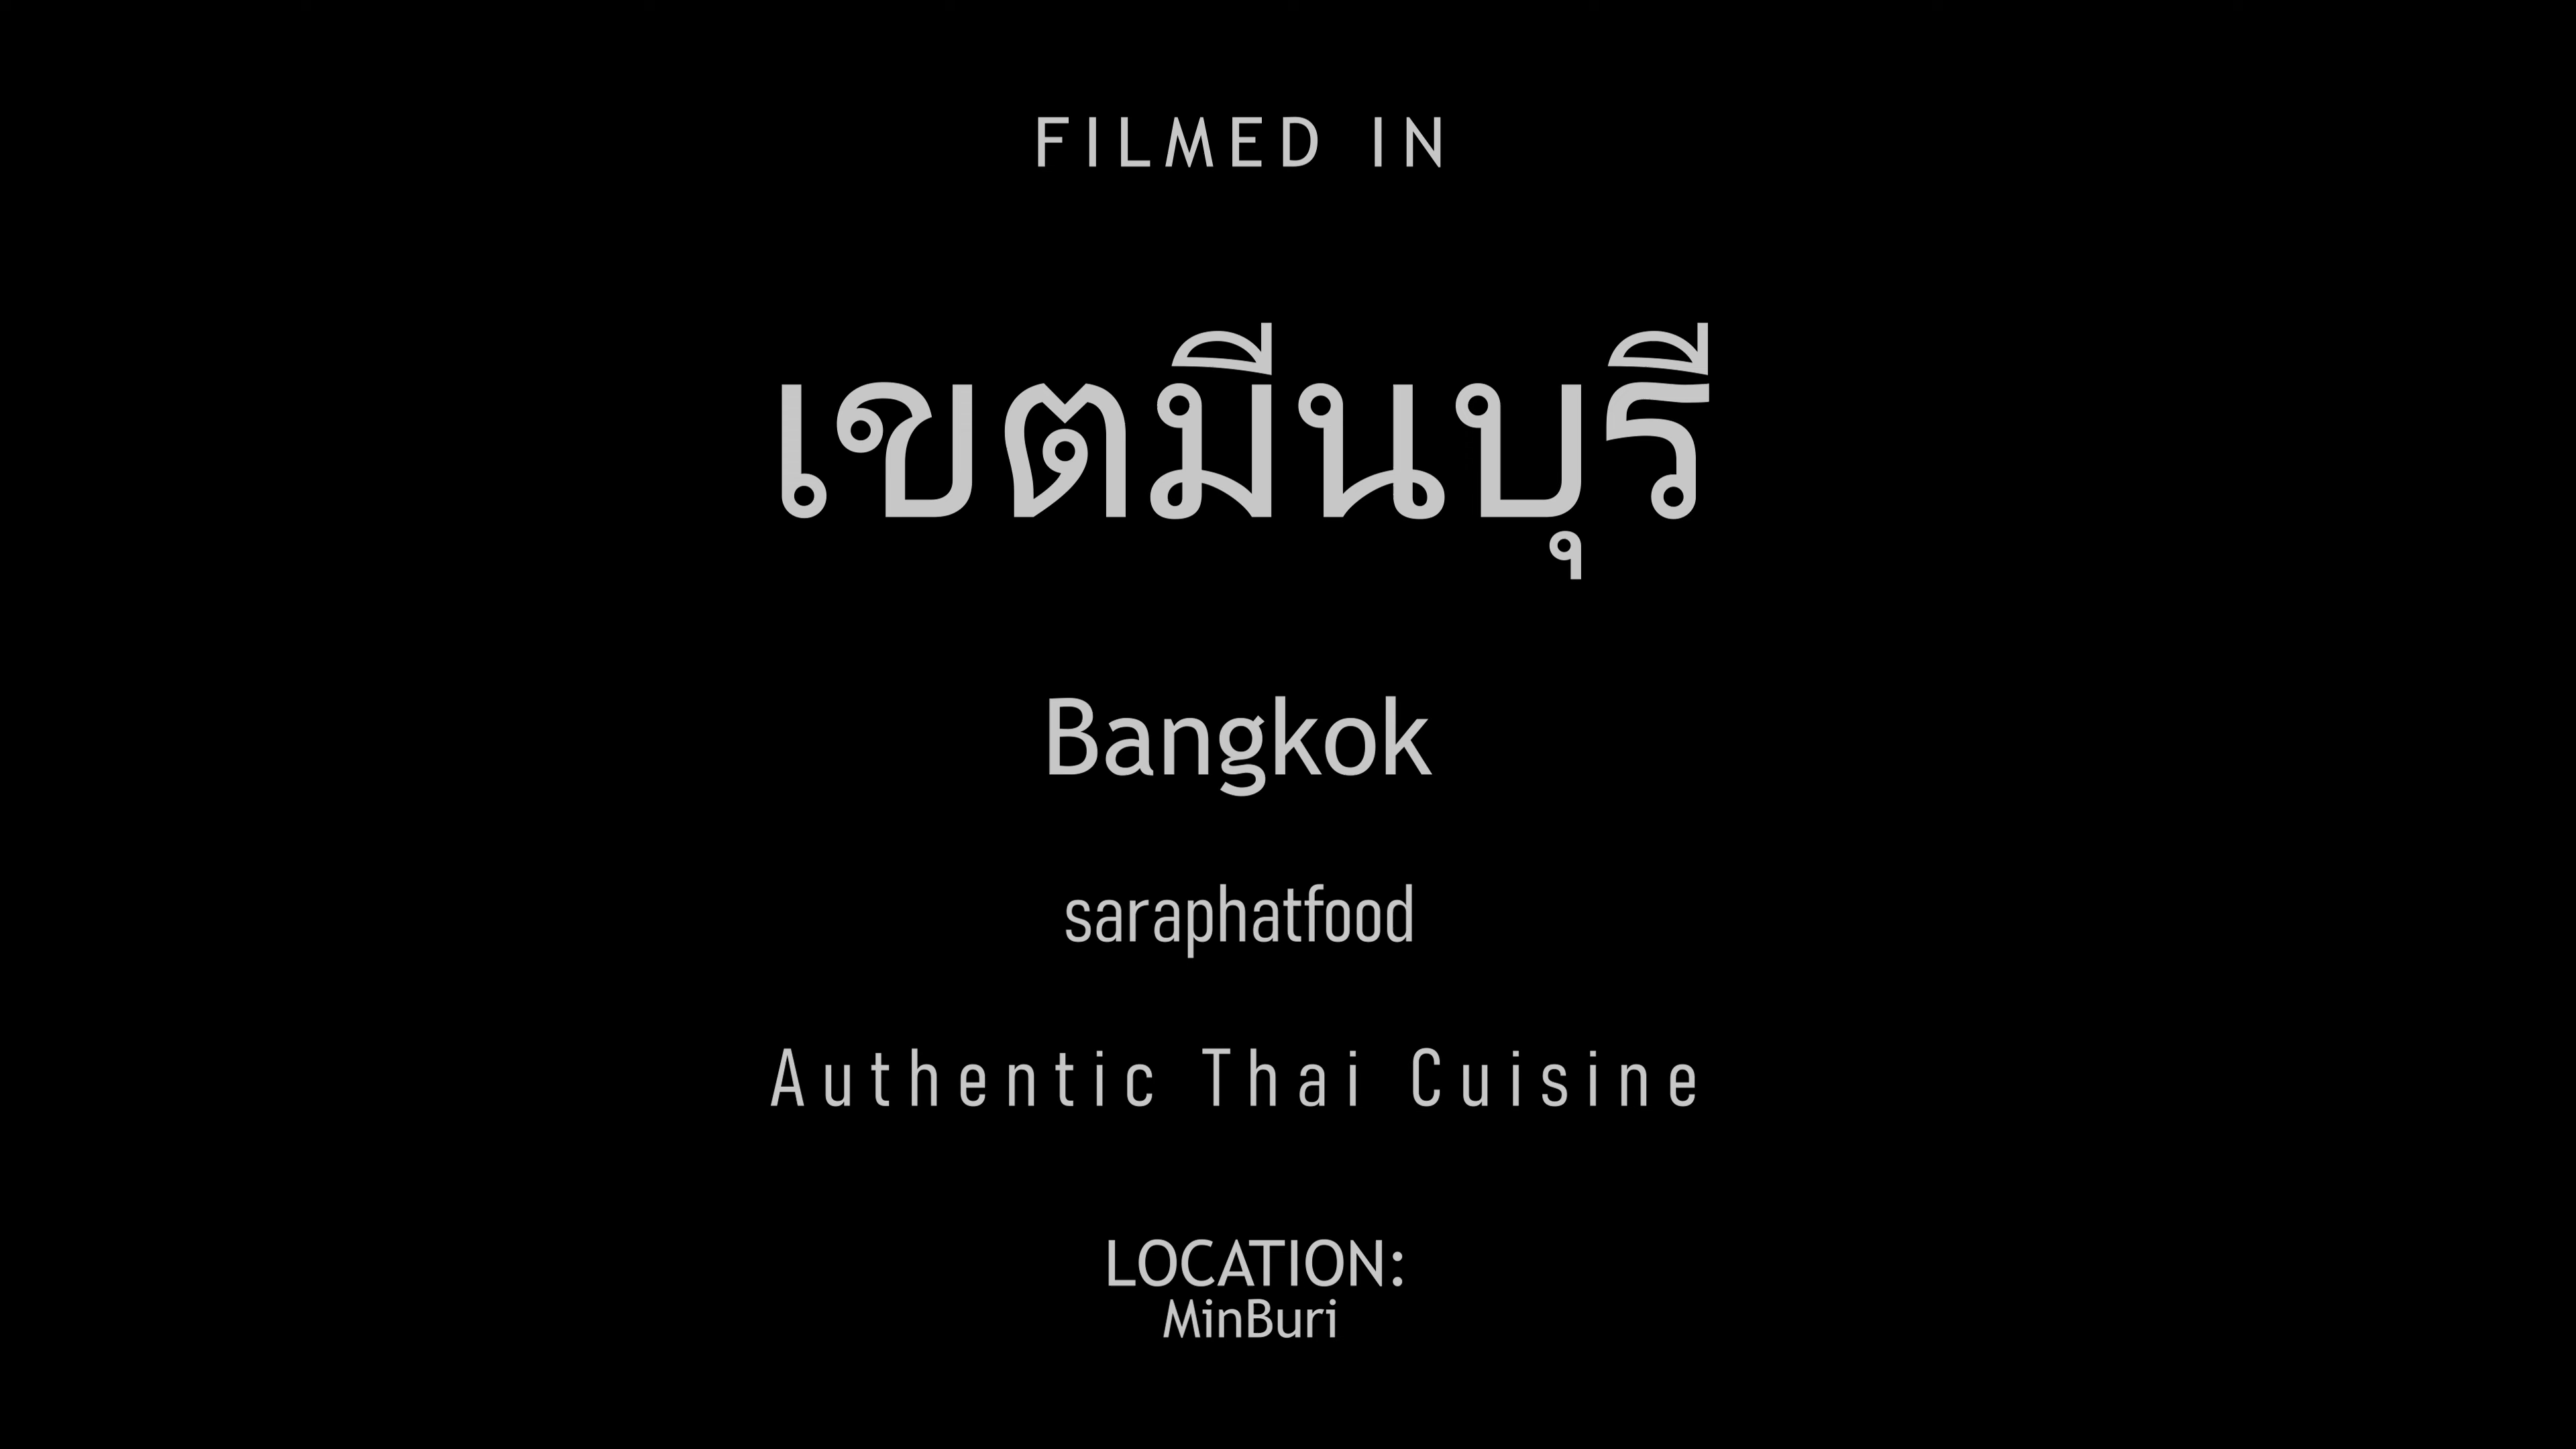 FILMED IN
เขตมีนบุรี
Bangkok
saraphatfood
Authentic Thai Cuisine
LOCATION:
MinBuri